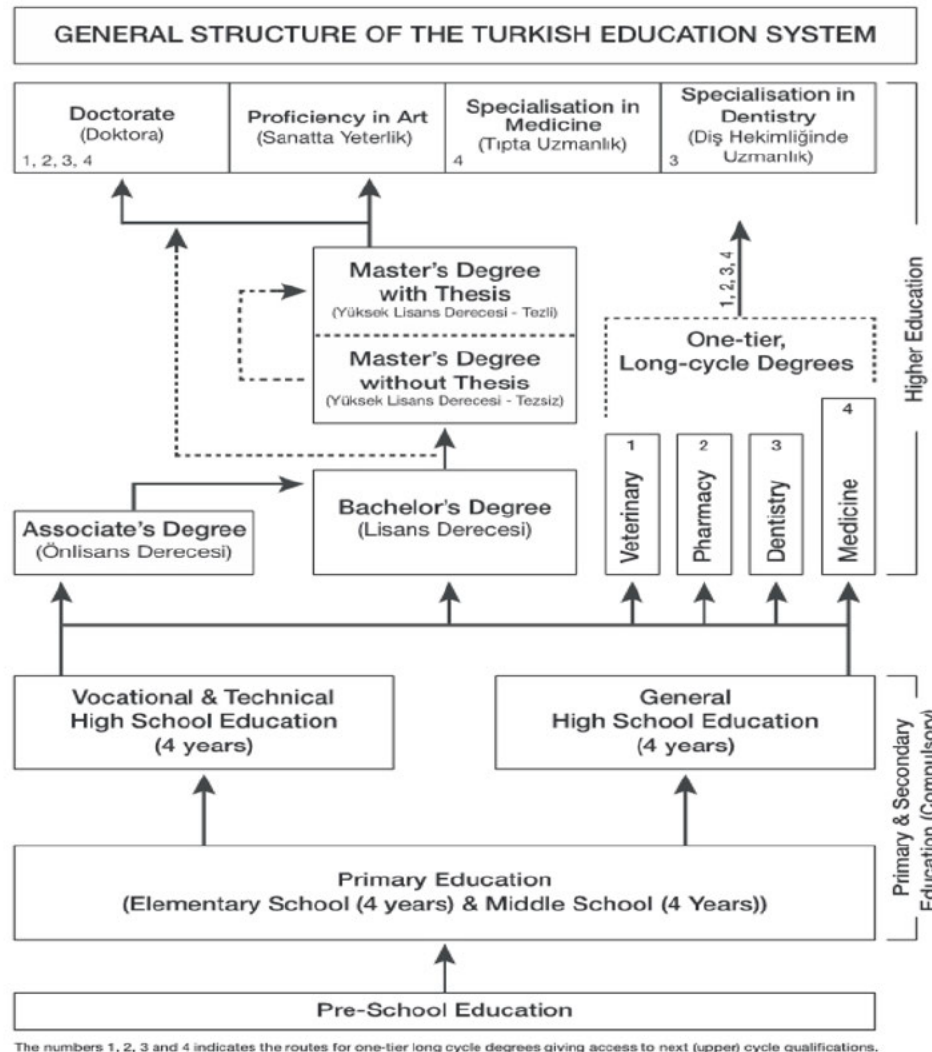 GENERAL STRUCTURE OF THE TURKISH EDUCATION SYSTEM
Doctorate
(Doktora)
1, 2, 3, 4
Proficiency in Art
(Sanatta Yeterlik)
Specialisation in
Medicine
(Tıpta Uzmanlık)
4
Specialisation in
Dentistry
(Diş Hekimliğinde
Uzmanlık)
3
Higher Education
Master's Degree
with Thesis
(Yüksek Lisans Derecesi - Tezli)
Master's Degree
without Thesis
(Yüksek Lisans Derecesi - Tezsiz)
1, 2, 3, 4
One-tier,
Long-cycle Degrees
Associate's Degree
(Önlisans Derecesi)
Bachelor's Degree
(Lisans Derecesi)
1
Veterinary
2
Pharmacy
3
Dentistry
4
Medicine
Vocational & Technical
High School Education
(4 years)
General
High School Education
(4 years)
Primary & Secondary
Education (Compulsory)
Primary Education
(Elementary School (4 years) & Middle School (4 Years))
Pre-School Education
The numbers 1, 2, 3 and 4 indicates the routes for one-tier long cycle degrees giving access to next (upper) cycle qualifications.